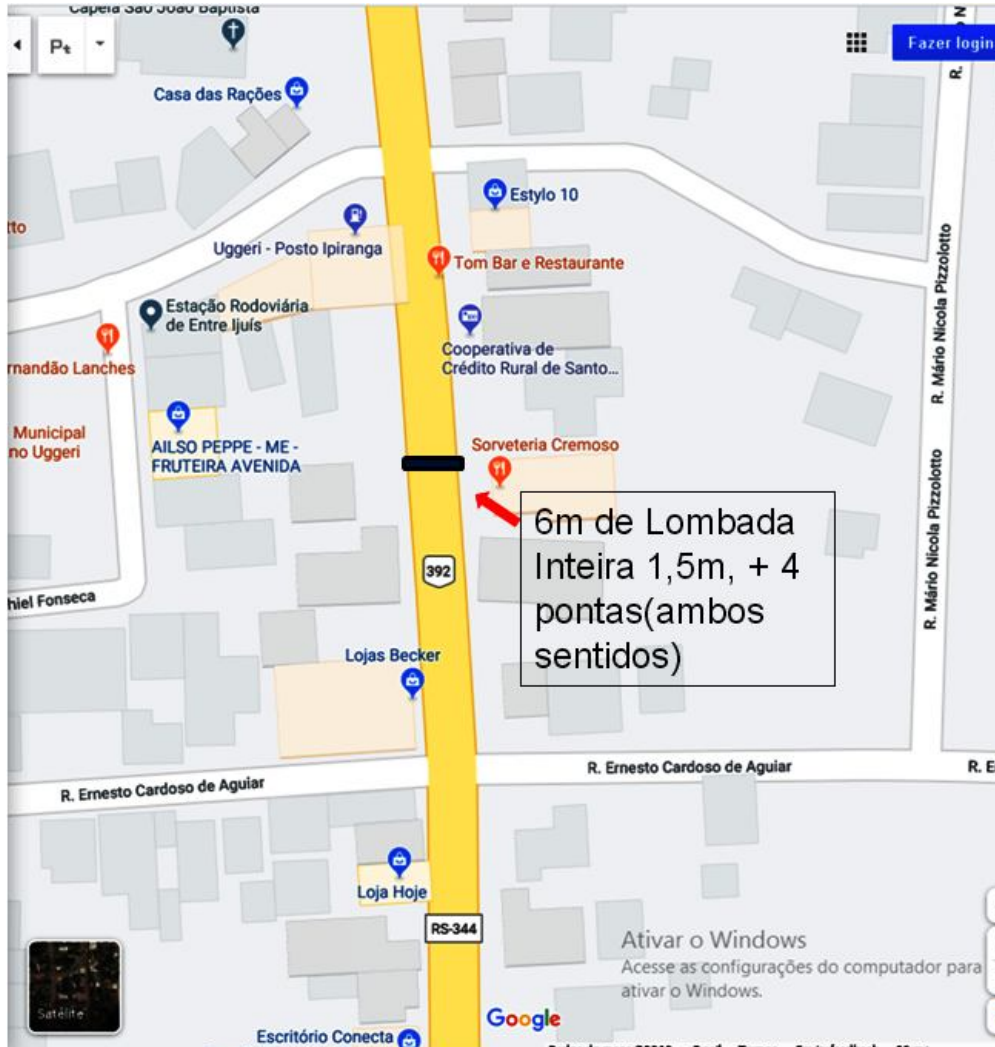 Capela São João Baptista
Pt
Fazer login
Casa das Rações
Estylo 10
Uggeri - Posto Ipiranga
Tom Bar e Restaurante
Estação Rodoviária
de Entre Ijuís
Cooperativa de
Crédito Rural de Santo...
rnandão Lanches
R. Mário Nicola Pizzolotto
Municipal
no Uggeri
AILSO PEPPE - ME -
FRUTEIRA AVENIDA
Sorveteria Cremoso
6m de Lombada
Inteira 1,5m, + 4
pontas(ambos
sentidos)
R. Mário Nicola Pizzolotto
392
hiel Fonseca
Lojas Becker
R. Ernesto Cardoso de Aguiar
R. E
R. Ernesto Cardoso de Aguiar
Loja Hoje
RS-344
Ativar o Windows
Acesse as configurações do computador para
ativar o Windows.
Satélite
Google
Escritório Conecta